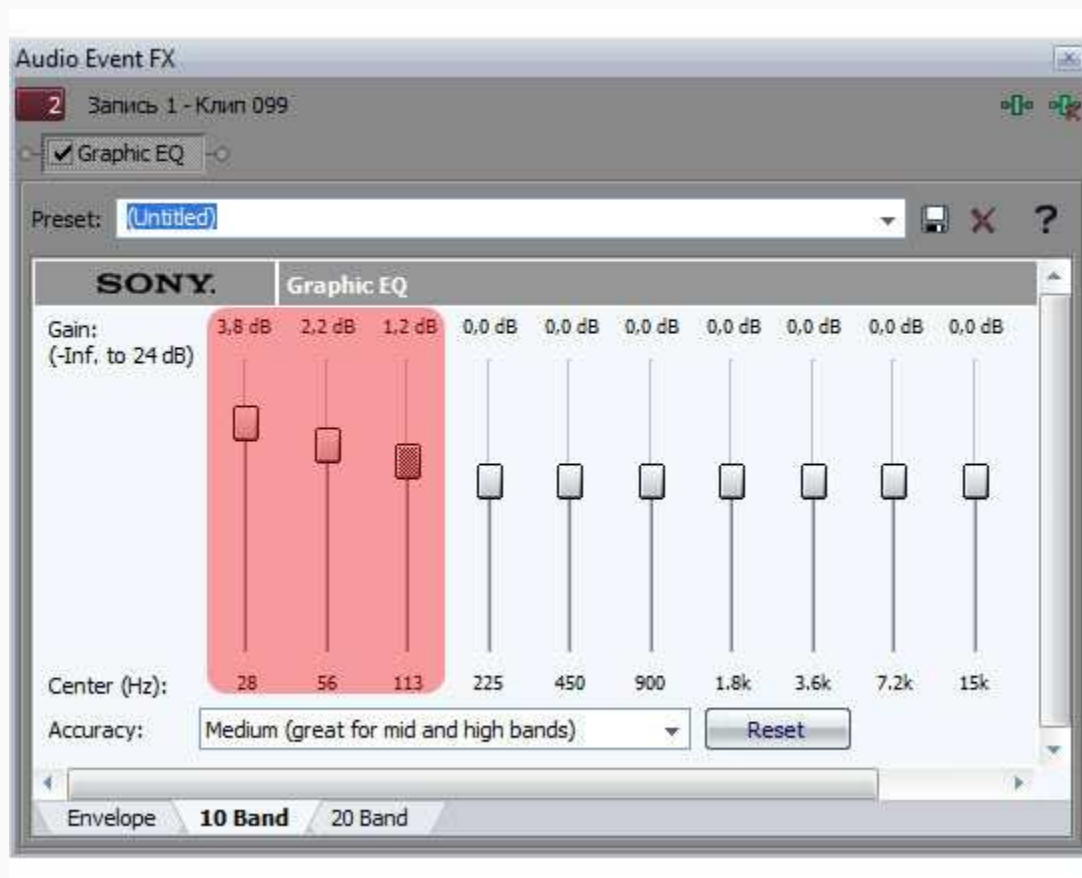 Audio Event FX
2 Запись 1 - Клип 099
Graphic EQ
Preset: (Untitled) ?
SONY. Graphic EQ
Gain: 3,8 dB 2,2 dB 1,2 dB 0,0 dB 0,0 dB 0,0 dB 0,0 dB 0,0 dB 0,0 dB 0,0 dB
(-Inf. to 24 dB)
Center (Hz): 28 56 113 225 450 900 1.8k 3.6k 7.2k 15k
Accuracy: Medium (great for mid and high bands) Reset
Envelope 10 Band 20 Band